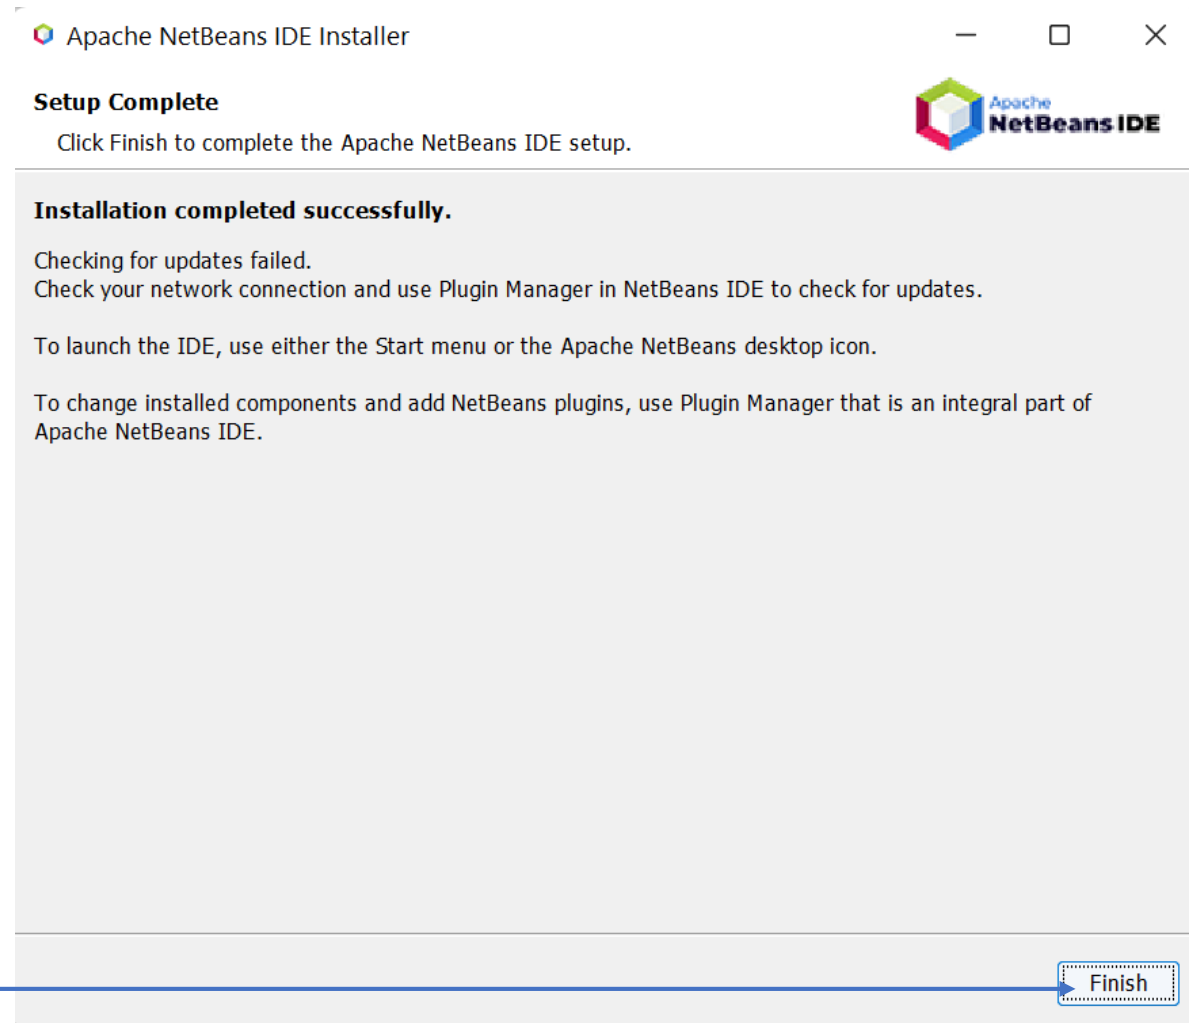 Apache NetBeans IDE Installer
Setup Complete
Click Finish to complete the Apache NetBeans IDE setup.
Apache
NetBeans IDE
Installation completed successfully.
Checking for updates failed.
Check your network connection and use Plugin Manager in NetBeans IDE to check for updates.
To launch the IDE, use either the Start menu or the Apache NetBeans desktop icon.
To change installed components and add NetBeans plugins, use Plugin Manager that is an integral part of
Apache NetBeans IDE.
Finish